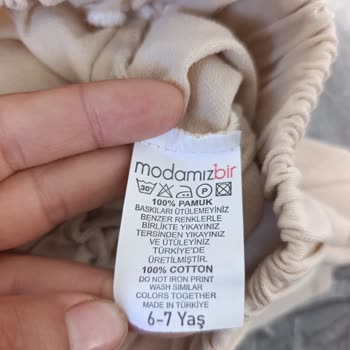 modamızbir
30° P
100% PAMUK
BASKILARI ÜTÜLEMEYİNİZ
BENZER RENKLERLE
BİRLİKTE YIKAYINIZ
TERSİNDEN YIKAYINIZ
VE ÜTÜLEYİNİZ
TÜRKİYE'DE
ÜRETİLMİŞTİR.
100% COTTON
DO NOT IRON PRINT
WASH SIMILAR
COLORS TOGETHER
MADE IN TÜRKİYE
6-7 Yaş